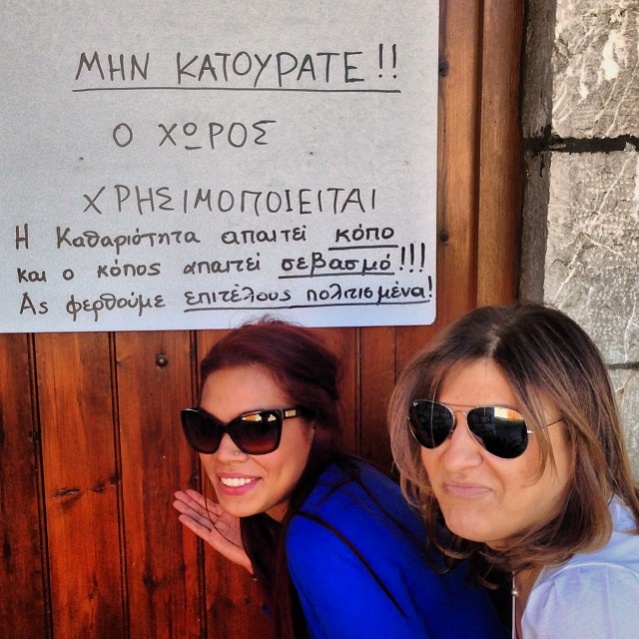 ΜΗΝ ΚΑΤΟΥΡΑΤΕ!!
Ο ΧΩΡΟΣ
ΧΡΗΣΙΜΟΠΟΙΕΙΤΑΙ
Η Καθαριότητα απαιτεί κόπο
και ο κόπος απαιτεί σεβασμό!!!
Ας φερθούμε επιτέλους πολιτισμένα!